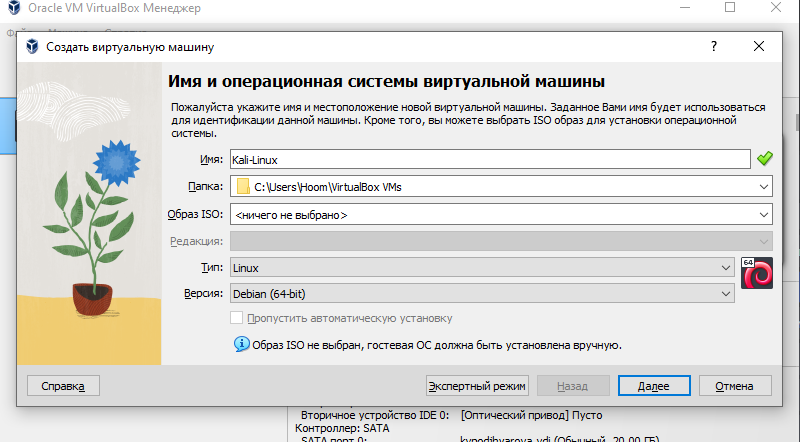 Oracle VM VirtualBox Менеджер
Создать виртуальную машину
Имя и операционная системы виртуальной машины
Пожалуйста укажите имя и местоположение новой виртуальной машины. Заданное Вами имя будет использоваться
для идентификации данной машины. Кроме того, вы можете выбрать ISO образ для установки операционной
системы.
Имя: Kali-Linux
Папка: C:\Users\Hoom\VirtualBox VMs
Образ ISO: <ничего не выбрано>
Редакция:
Тип: Linux
64
Версия: Debian (64-bit)
Пропустить автоматическую установку
Образ ISO не выбран, гостевая ОС должна быть установлена вручную.
Справка Экспертный режим Назад Далее Отмена
Вторичное устройство IDE 0: [Оптический привод] Пусто
Контроллер: SATA
SATA порт 0: